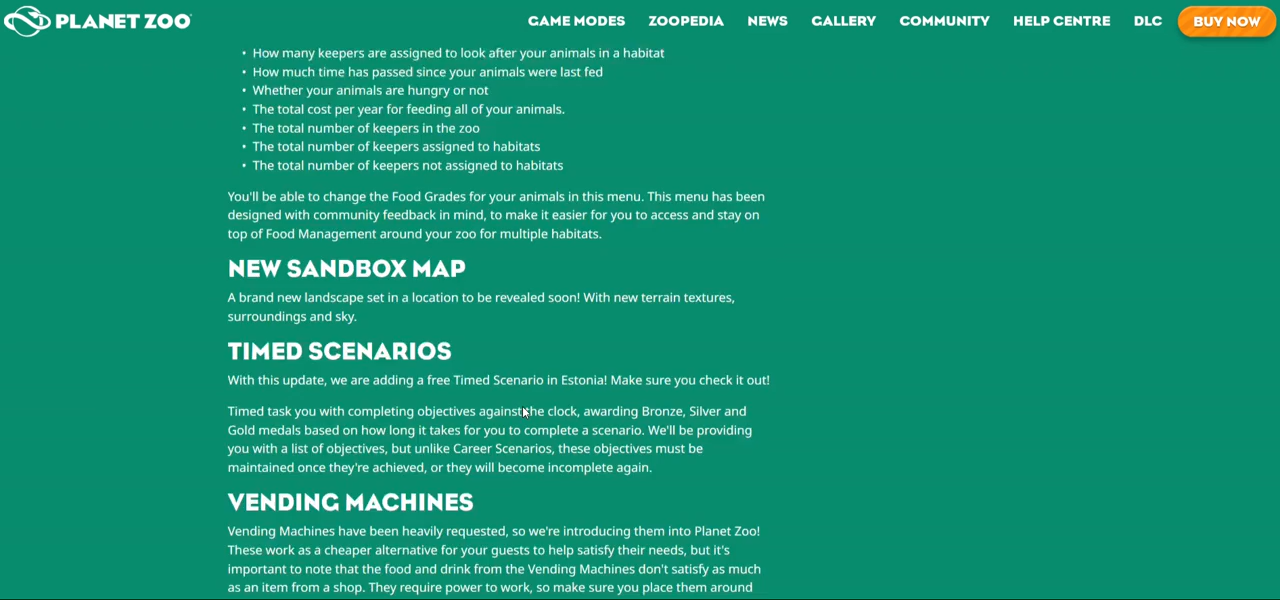 PLANET ZOO
GAME MODES ZOOPEDIA NEWS GALLERY COMMUNITY HELP CENTRE DLC BUY NOW
• How many keepers are assigned to look after your animals in a habitat
• How much time has passed since your animals were last fed
• Whether your animals are hungry or not
• The total cost per year for feeding all of your animals.
• The total number of keepers in the zoo
• The total number of keepers assigned to habitats
• The total number of keepers not assigned to habitats
You'll be able to change the Food Grades for your animals in this menu. This menu has been
designed with community feedback in mind, to make it easier for you to access and stay on
top of Food Management around your zoo for multiple habitats.
NEW SANDBOX MAP
A brand new landscape set in a location to be revealed soon! With new terrain textures,
surroundings and sky.
TIMED SCENARIOS
With this update, we are adding a free Timed Scenario in Estonia! Make sure you check it out!
Timed task you with completing objectives against the clock, awarding Bronze, Silver and
Gold medals based on how long it takes for you to complete a scenario. We'll be providing
you with a list of objectives, but unlike Career Scenarios, these objectives must be
maintained once they're achieved, or they will become incomplete again.
VENDING MACHINES
Vending Machines have been heavily requested, so we're introducing them into Planet Zoo!
These work as a cheaper alternative for your guests to help satisfy their needs, but it's
important to note that the food and drink from the Vending Machines don't satisfy as much
as an item from a shop. They require power to work, so make sure you place them around